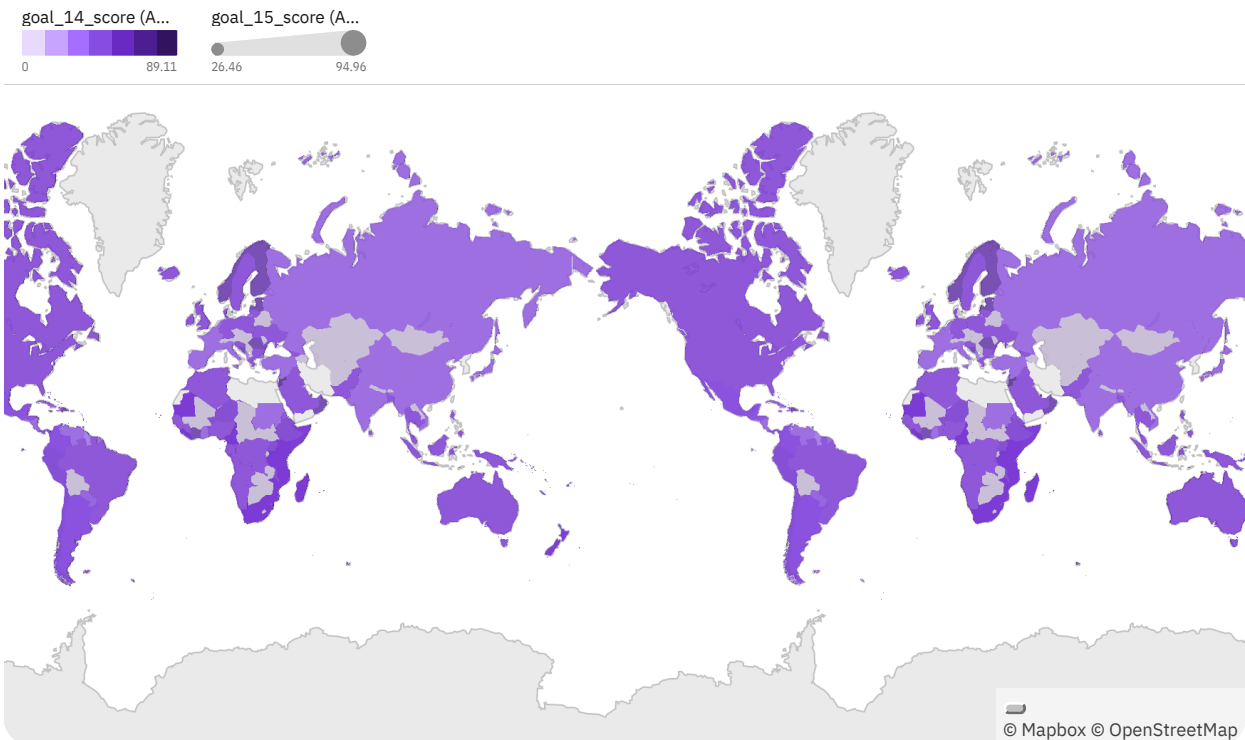 goal_14_score (A...
goal_15_score (A...
0
89.11
26.46
94.96
© Mapbox © OpenStreetMap